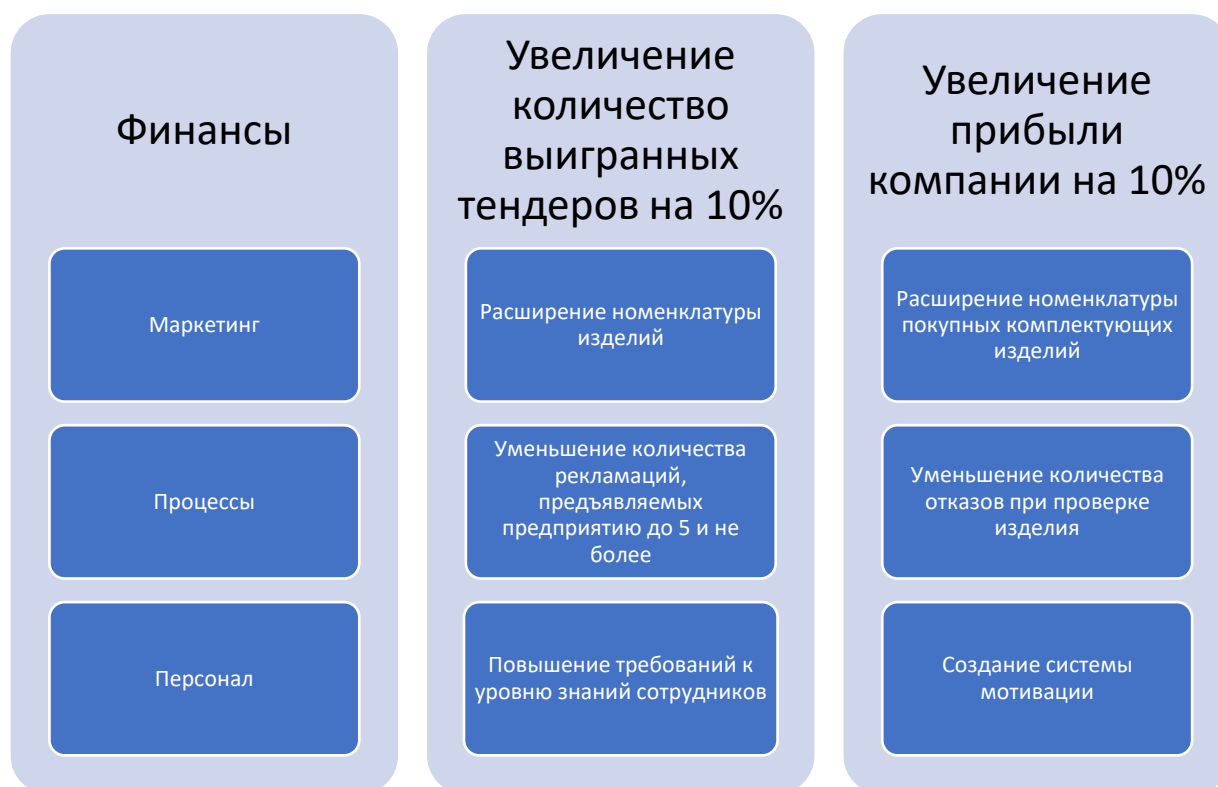 Финансы
Маркетинг
Процессы
Персонал
Увеличение
количество
выигранных
тендеров на 10%
Расширение номенклатуры
изделий
Уменьшение количества
рекламаций,
предъявляемых
предприятию до 5 и не
более
Повышение требований к
уровню знаний сотрудников
Увеличение
прибыли
компании на 10%
Расширение номенклатуры
покупных комплектующих
изделий
Уменьшение количества
отказов при проверке
изделия
Создание системы
мотивации